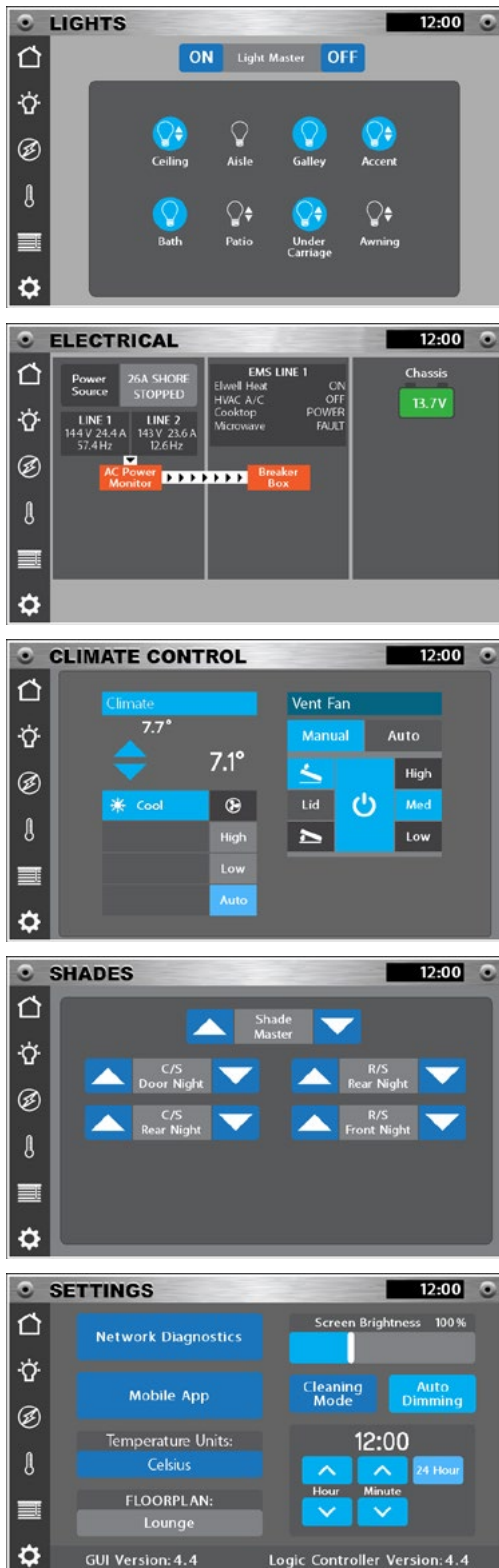 LIGHTS 12:00
ON Light Master OFF
Ceiling Aisle Galley Accent
Bath Patio Under Awning
Carriage
ELECTRICAL 12:00
Power 26A SHORE
Source STOPPED
LINE 1 LINE 2
144 V 24.4 A 143 V 23.6 A
57.4 Hz 12.6 Hz
AC Power
Monitor
EMS LINE 1
Elwell Heat ON
HVAC A/C OFF
Cooktop POWER
Microwave FAULT
Breaker
Box
Chassis
13.7V
CLIMATE CONTROL 12:00
Climate
7.7°
7.1°
Cool
High
Low
Auto
Vent Fan
Manual Auto
High
Lid Med
Low
SHADES 12:00
Shade
Master
C/S
Door Night
R/S
Rear Night
C/S
Rear Night
R/S
Front Night
SETTINGS 12:00
Network Diagnostics
Mobile App
Temperature Units:
Celsius
FLOORPLAN:
Lounge
Screen Brightness 100%
Cleaning
Mode
Auto
Dimming
12:00
24 Hour
Hour Minute
GUI Version: 4.4 Logic Controller Version: 4.4